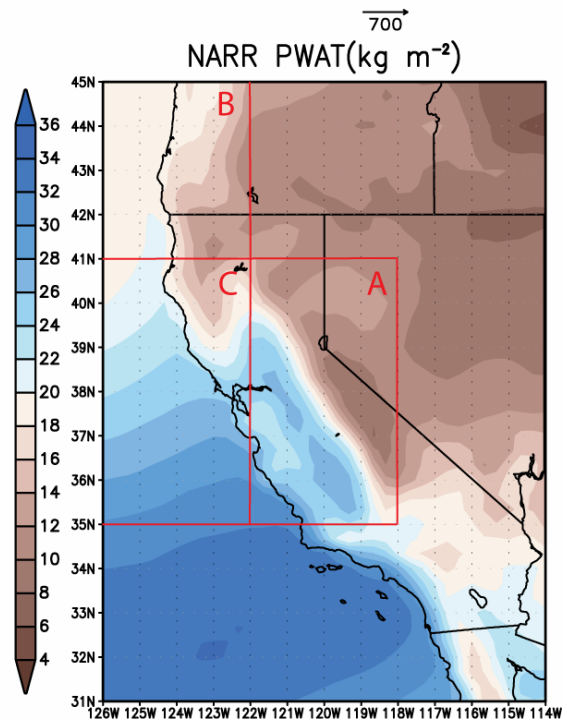 700
NARR PWAT(kg m⁻²)
45N
B
36
44N
34
43N
32
30
42N
28
41N
26
C
A
24
40N
22
39N
20
18
38N
16
37N
14
36N
12
10
35N
8
34N
6
33N
4
32N
31N
126W 125W 124W 123W 122W 121W 120W 119W 118W 117W 116W 115W 114W